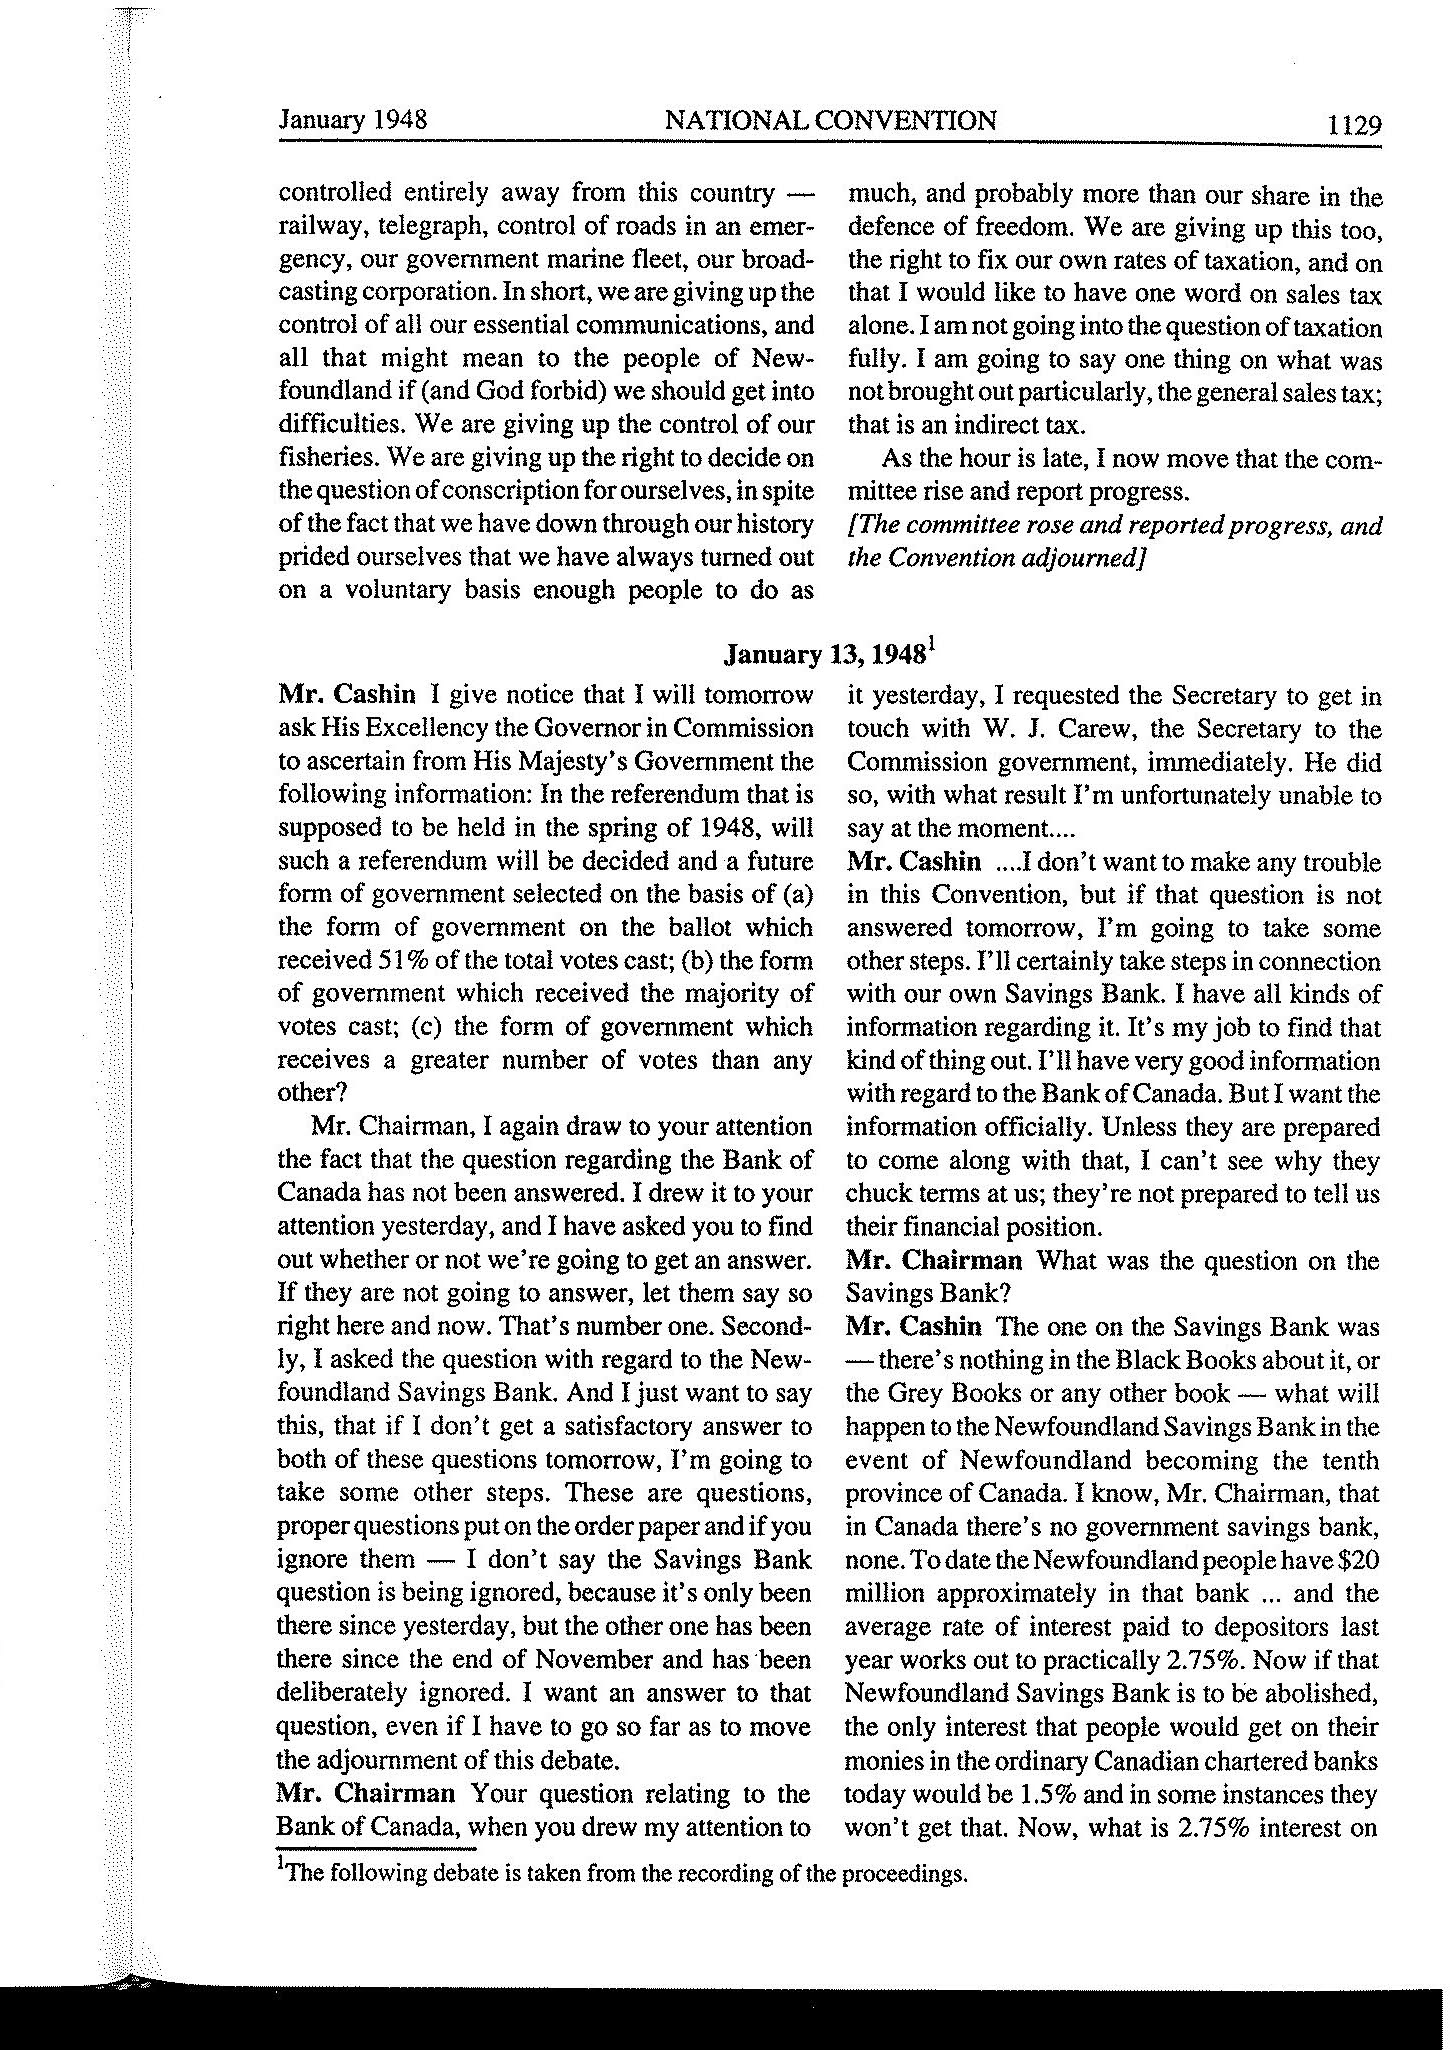 January 1948
NATIONAL CONVENTION
1129
controlled entirely away from this country —
railway, telegraph, control of roads in an emer-
gency, our government marine fleet, our broad-
casting corporation. In short, we are giving up the
control of all our essential communications, and
all that might mean to the people of New-
foundland if (and God forbid) we should get into
difficulties. We are giving up the control of our
fisheries. We are giving up the right to decide on
the question of conscription for ourselves, in spite
of the fact that we have down through our history
prided ourselves that we have always turned out
on a voluntary basis enough people to do as
much, and probably more than our share in the
defence of freedom. We are giving up this too,
the right to fix our own rates of taxation, and on
that I would like to have one word on sales tax
alone. I am not going into the question of taxation
fully. I am going to say one thing on what was
not brought out particularly, the general sales tax;
that is an indirect tax.
As the hour is late, I now move that the com-
mittee rise and report progress.
[The committee rose and reported progress, and
the Convention adjourned]
January 13, 1948¹
Mr. Cashin I give notice that I will tomorrow
ask His Excellency the Governor in Commission
to ascertain from His Majesty's Government the
following information: In the referendum that is
supposed to be held in the spring of 1948, will
such a referendum will be decided and a future
form of government selected on the basis of (a)
the form of government on the ballot which
received 51% of the total votes cast; (b) the form
of government which received the majority of
votes cast; (c) the form of government which
receives a greater number of votes than any
other?
Mr. Chairman, I again draw to your attention
the fact that the question regarding the Bank of
Canada has not been answered. I drew it to your
attention yesterday, and I have asked you to find
out whether or not we're going to get an answer.
If they are not going to answer, let them say so
right here and now. That's number one. Second-
ly, I asked the question with regard to the New-
foundland Savings Bank. And I just want to say
this, that if I don't get a satisfactory answer to
both of these questions tomorrow, I'm going to
take some other steps. These are questions,
proper questions put on the order paper and if you
ignore them — I don't say the Savings Bank
question is being ignored, because it's only been
there since yesterday, but the other one has been
there since the end of November and has been
deliberately ignored. I want an answer to that
question, even if I have to go so far as to move
the adjournment of this debate.
Mr. Chairman Your question relating to the
Bank of Canada, when you drew my attention to
it yesterday, I requested the Secretary to get in
touch with W. J. Carew, the Secretary to the
Commission government, immediately. He did
so, with what result I'm unfortunately unable to
say at the moment....
Mr. Cashin ....I don't want to make any trouble
in this Convention, but if that question is not
answered tomorrow, I'm going to take some
other steps. I'll certainly take steps in connection
with our own Savings Bank. I have all kinds of
information regarding it. It's my job to find that
kind of thing out. I'll have very good information
with regard to the Bank of Canada. But I want the
information officially. Unless they are prepared
to come along with that, I can't see why they
chuck terms at us; they're not prepared to tell us
their financial position.
Mr. Chairman What was the question on the
Savings Bank?
Mr. Cashin The one on the Savings Bank was
— there's nothing in the Black Books about it, or
the Grey Books or any other book — what will
happen to the Newfoundland Savings Bank in the
event of Newfoundland becoming the tenth
province of Canada. I know, Mr. Chairman, that
in Canada there's no government savings bank,
none. To date the Newfoundland people have $20
million approximately in that bank ... and the
average rate of interest paid to depositors last
year works out to practically 2.75%. Now if that
Newfoundland Savings Bank is to be abolished,
the only interest that people would get on their
monies in the ordinary Canadian chartered banks
today would be 1.5% and in some instances they
won't get that. Now, what is 2.75% interest on
¹The following debate is taken from the recording of the proceedings.